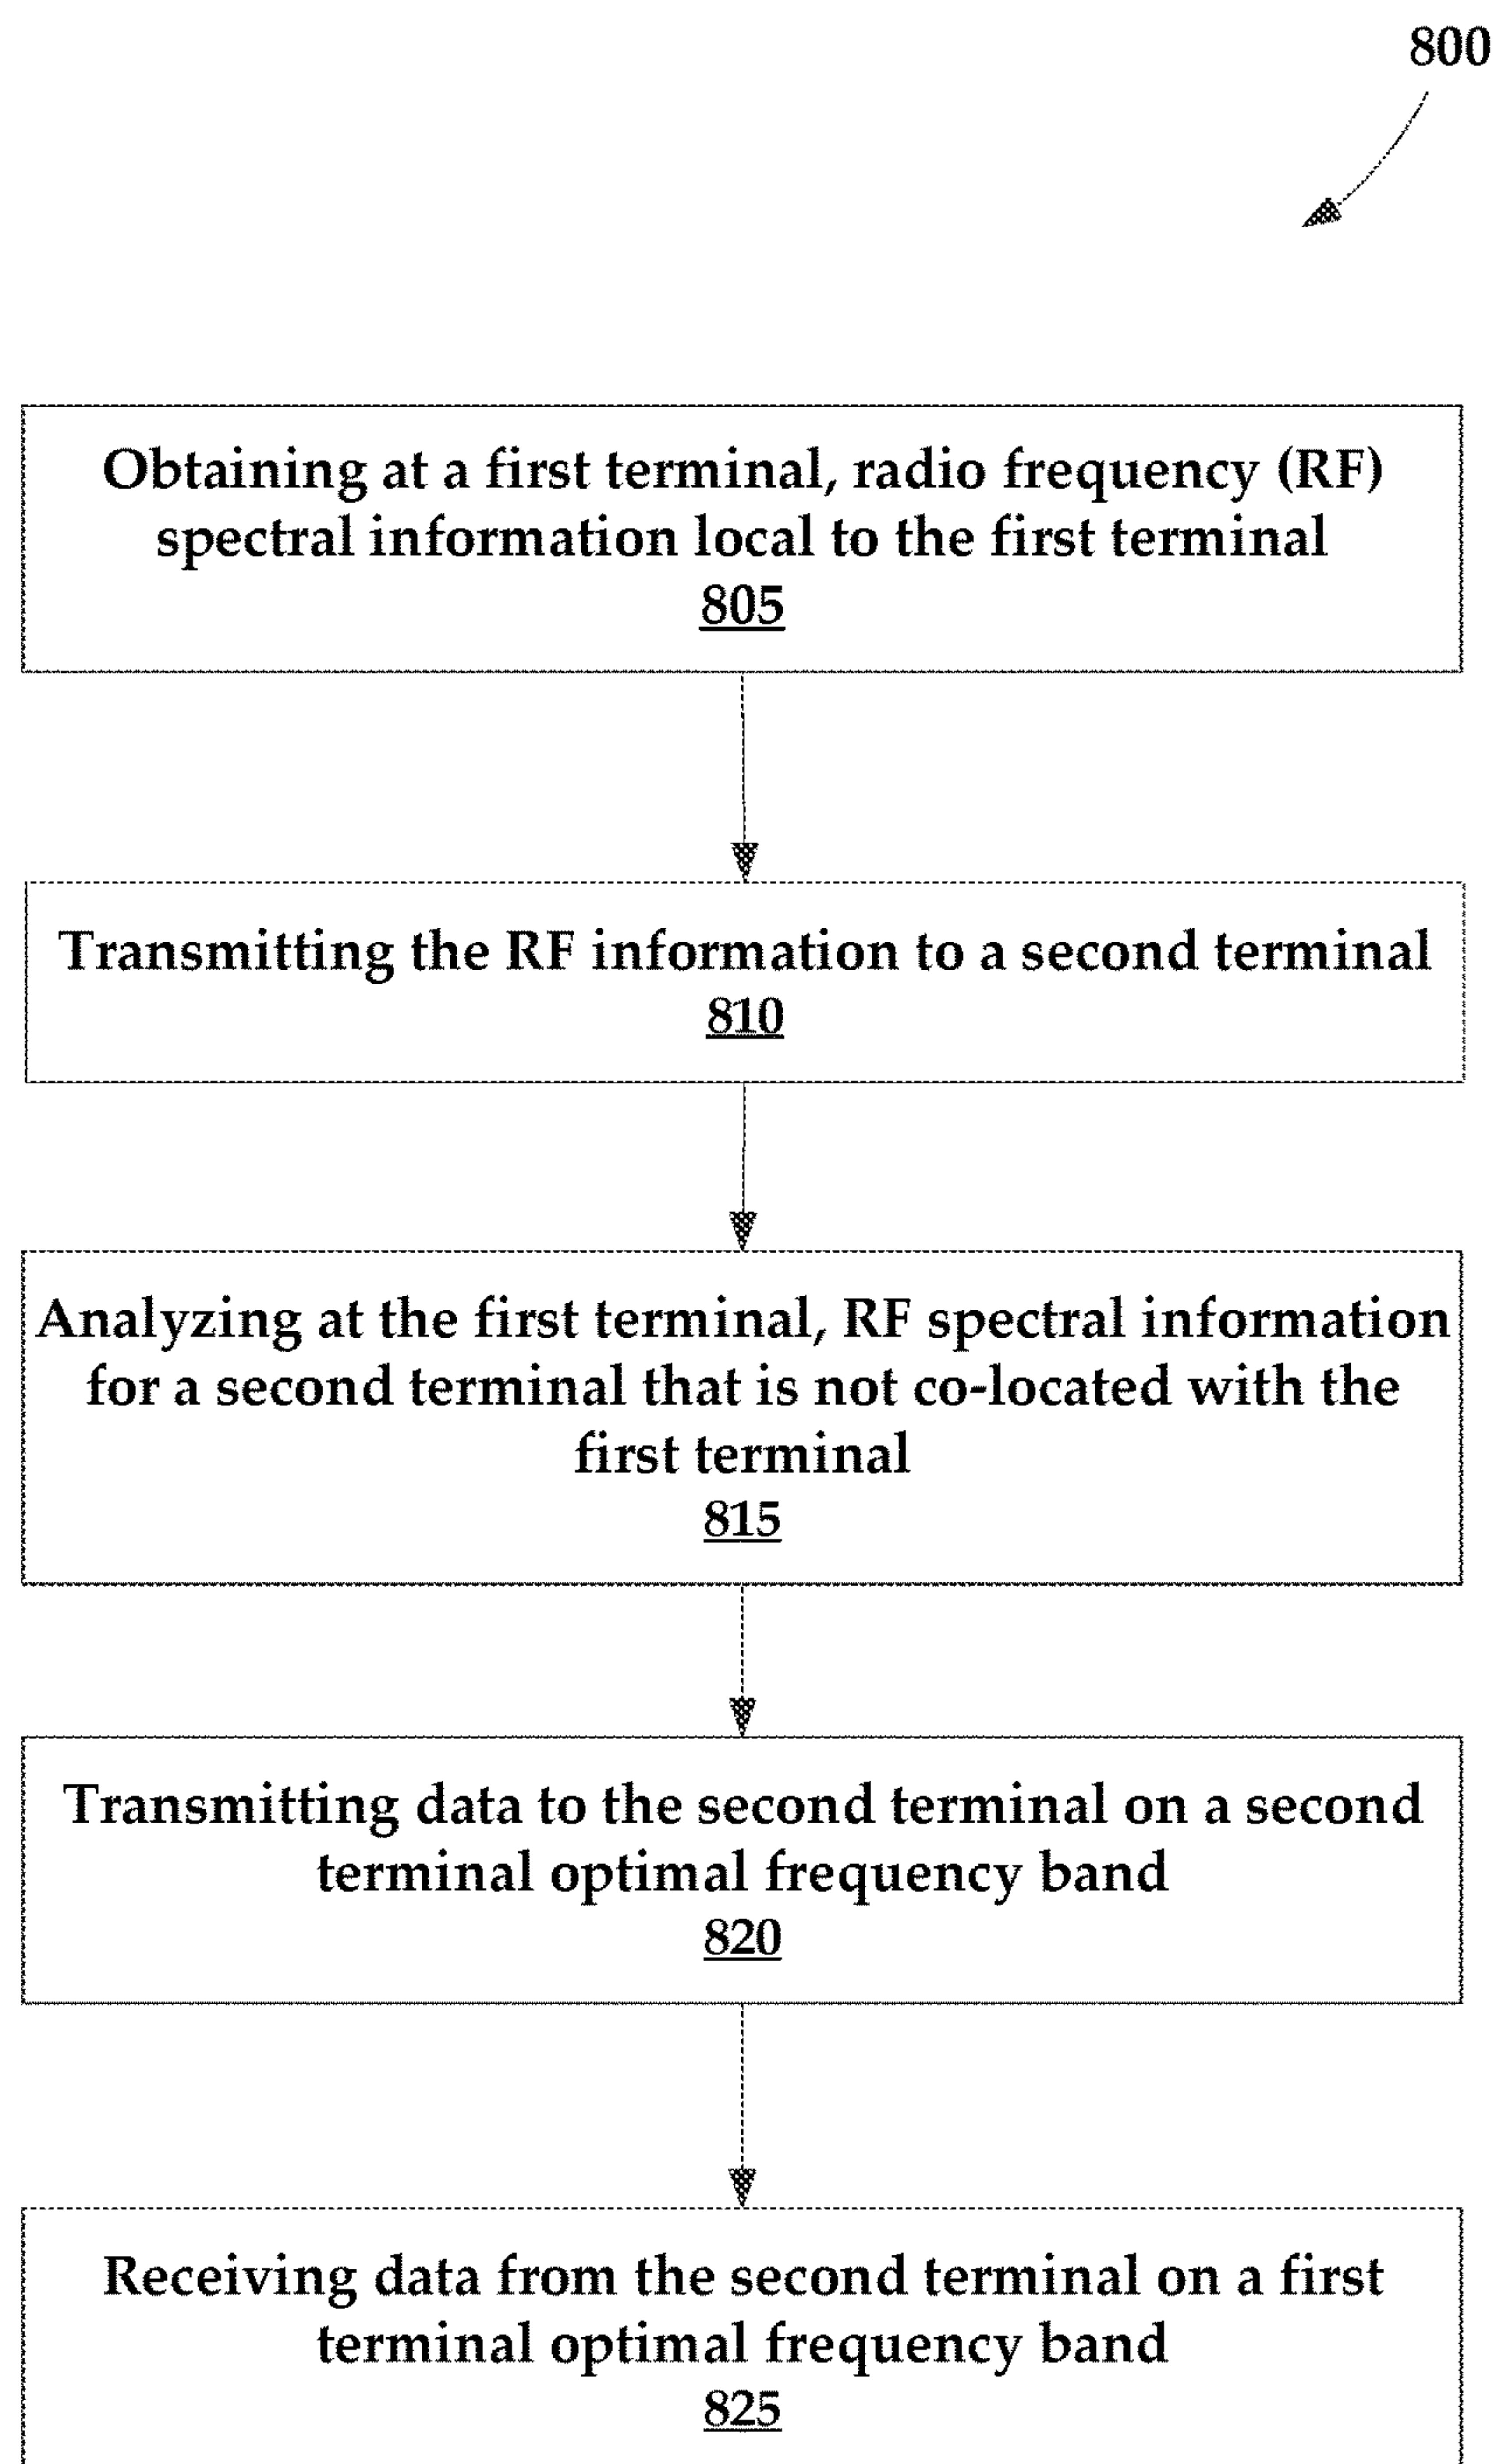 800
Obtaining at a first terminal, radio frequency (RF)
spectral information local to the first terminal
805
Transmitting the RF information to a second terminal
810
Analyzing at the first terminal, RF spectral information
for a second terminal that is not co-located with the
first terminal
815
Transmitting data to the second terminal on a second
terminal optimal frequency band
820
Receiving data from the second terminal on a first
terminal optimal frequency band
825